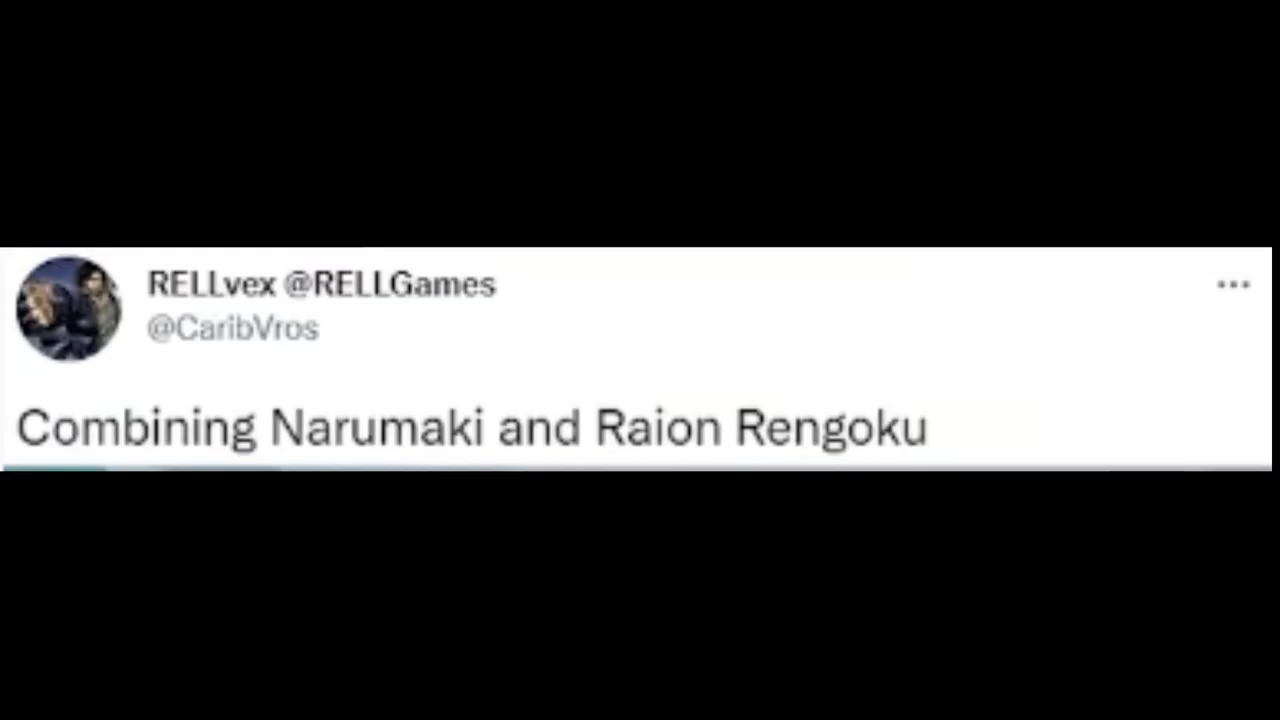 RELLvex @RELLGames
@CaribVros
Combining Narumaki and Raion Rengoku